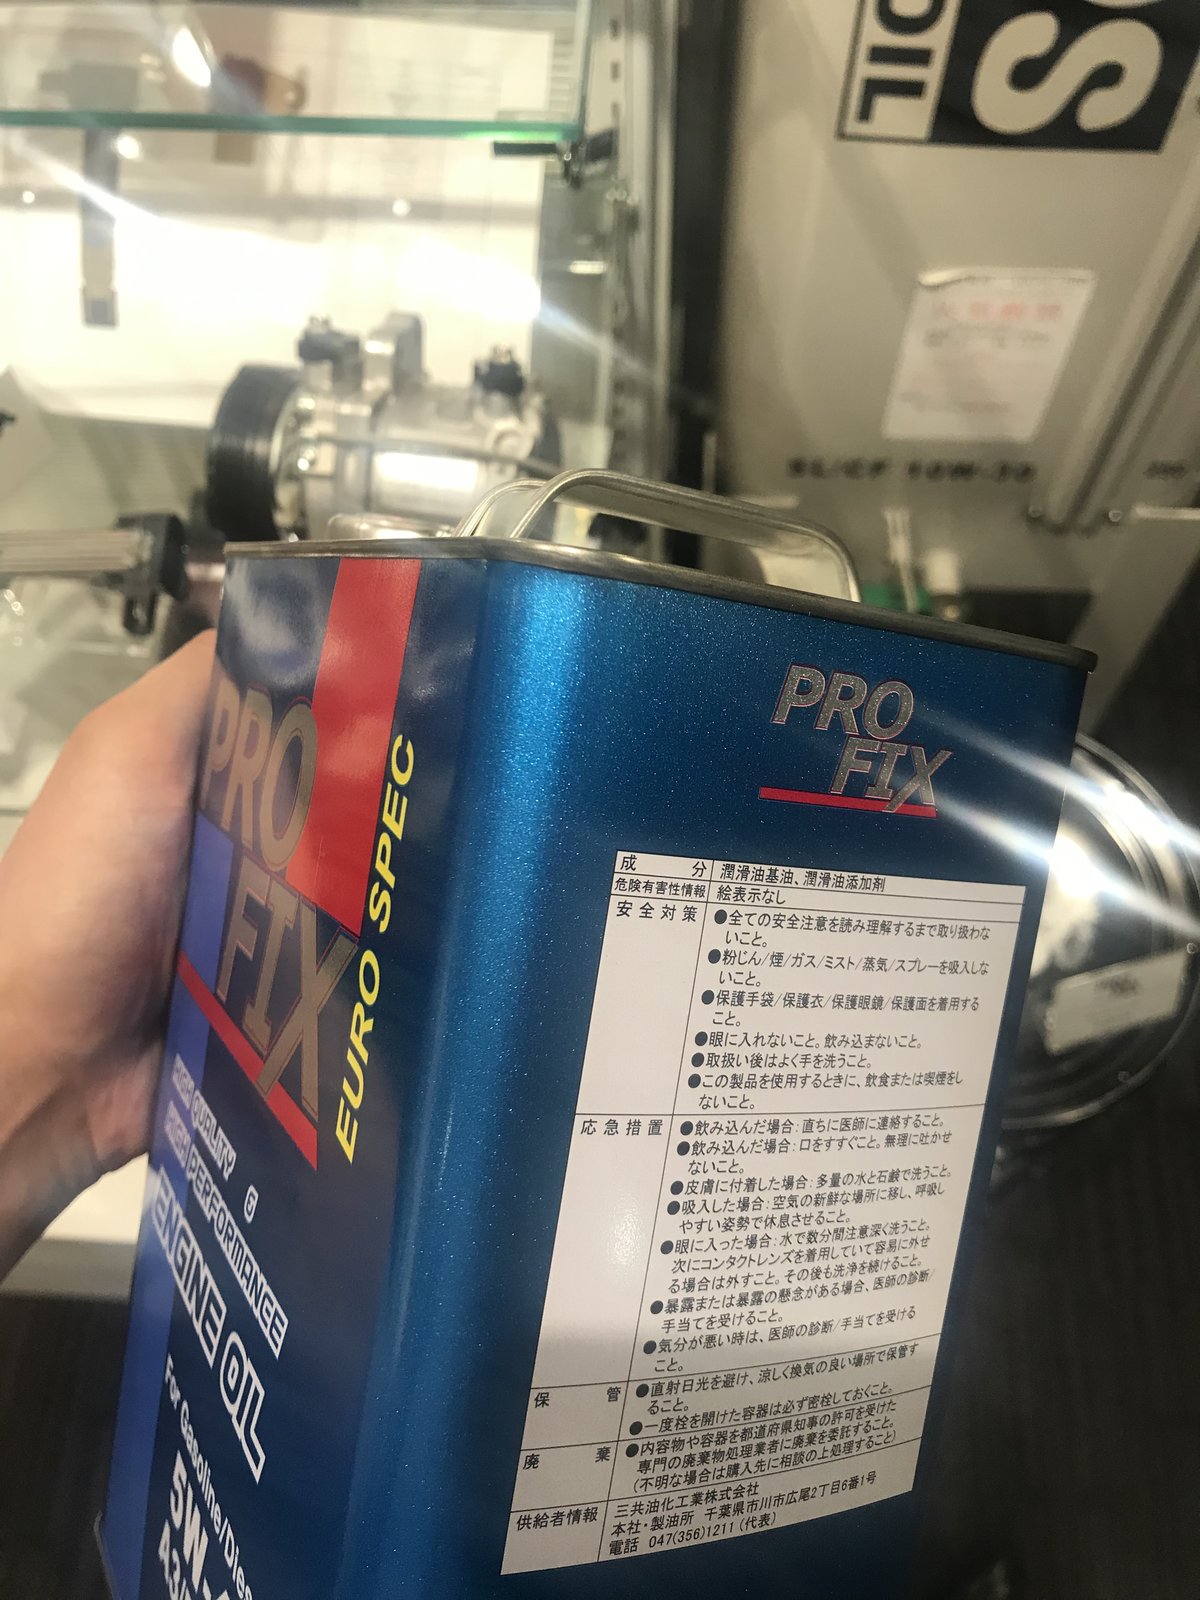 OIL
SL/CF 10W-30
PRO
FIX
EURO SPEC
HIGH QUALITY &
HIGH PERFORMANCE
ENGINE OIL
For Gasoline/Dies
5W-
A3/
PRO
FIX
成分 潤滑油基油、潤滑油添加剤
危険有害性情報 絵表示なし
安全対策 ●全ての安全注意を読み理解するまで取り扱わな
いこと。
●粉じん/煙/ガス/ミスト/蒸気/スプレーを吸入しな
いこと。
●保護手袋/保護衣/保護眼鏡/保護面を着用する
こと。
●眼に入れないこと。飲み込まないこと。
●取扱い後はよく手を洗うこと。
●この製品を使用するときに、飲食または喫煙をし
ないこと。
応急措置 ●飲み込んだ場合：直ちに医師に連絡すること。
●飲み込んだ場合：口をすすぐこと。無理に吐かせ
ないこと。
●皮膚に付着した場合：多量の水と石鹸で洗うこと。
●吸入した場合：空気の新鮮な場所に移し、呼吸し
やすい姿勢で休息させること。
●眼に入った場合：水で数分間注意深く洗うこと。
次にコンタクトレンズを着用していて容易に外せ
る場合は外すこと。その後も洗浄を続けること。
●暴露または暴露の懸念がある場合、医師の診断/
手当てを受けること。
●気分が悪い時は、医師の診断/手当てを受ける
こと。
保管 ●直射日光を避け、涼しく換気の良い場所で保管す
ること。
●一度栓を開けた容器は必ず密栓しておくこと。
廃棄 ●内容物や容器を都道府県知事の許可を受けた
専門の廃棄物処理業者に廃棄を委託すること。
(不明な場合は購入先に相談の上処理すること)
供給者情報 三共油化工業株式会社
本社・製油所 千葉県市川市広尾2丁目6番1号
電話 047(356)1211(代表)